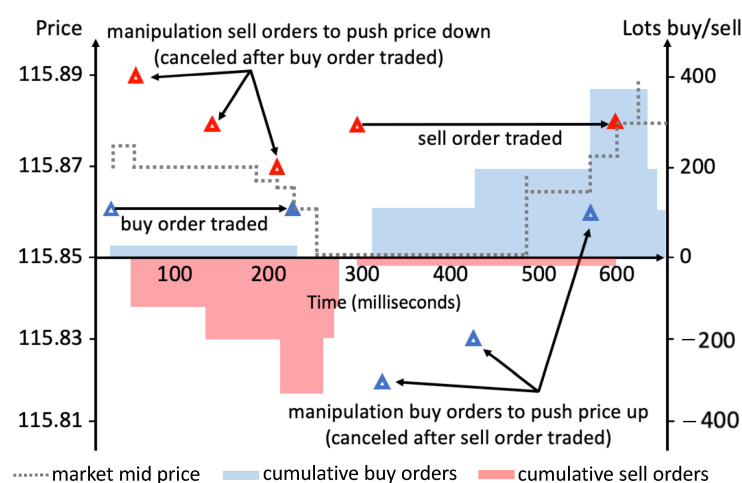 Price
Lots buy/sell
manipulation sell orders to push price down
(canceled after buy order traded)
115.89
400
sell order traded
115.87
200
buy order traded
115.85
0
100 200 300 400 500 600
Time (milliseconds)
115.83
−200
manipulation buy orders to push price up
(canceled after sell order traded)
115.81
−400
market mid price cumulative buy orders cumulative sell orders